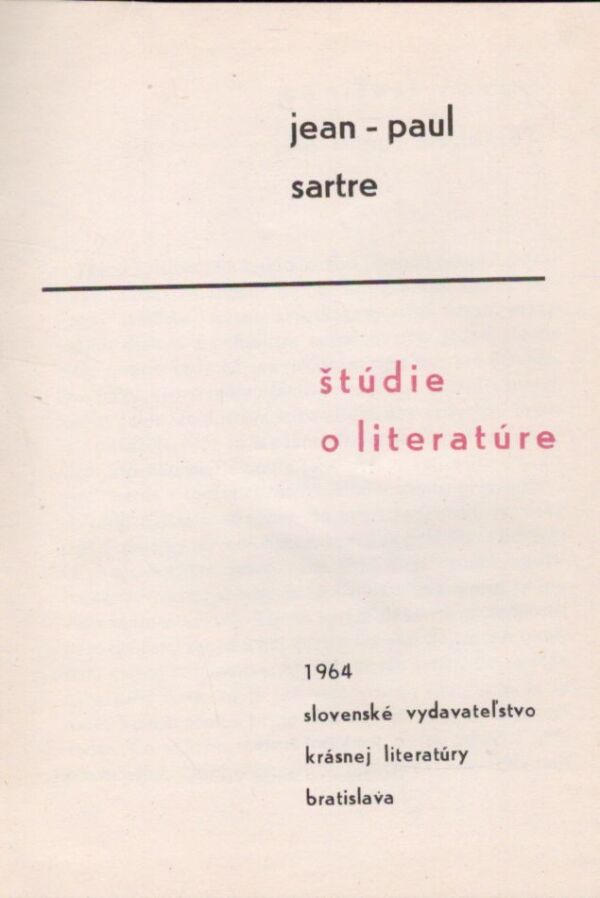 jean - paul
sartre
štúdie
o literatúre
1964
slovenské vydavateľstvo
krásnej literatúry
bratislava